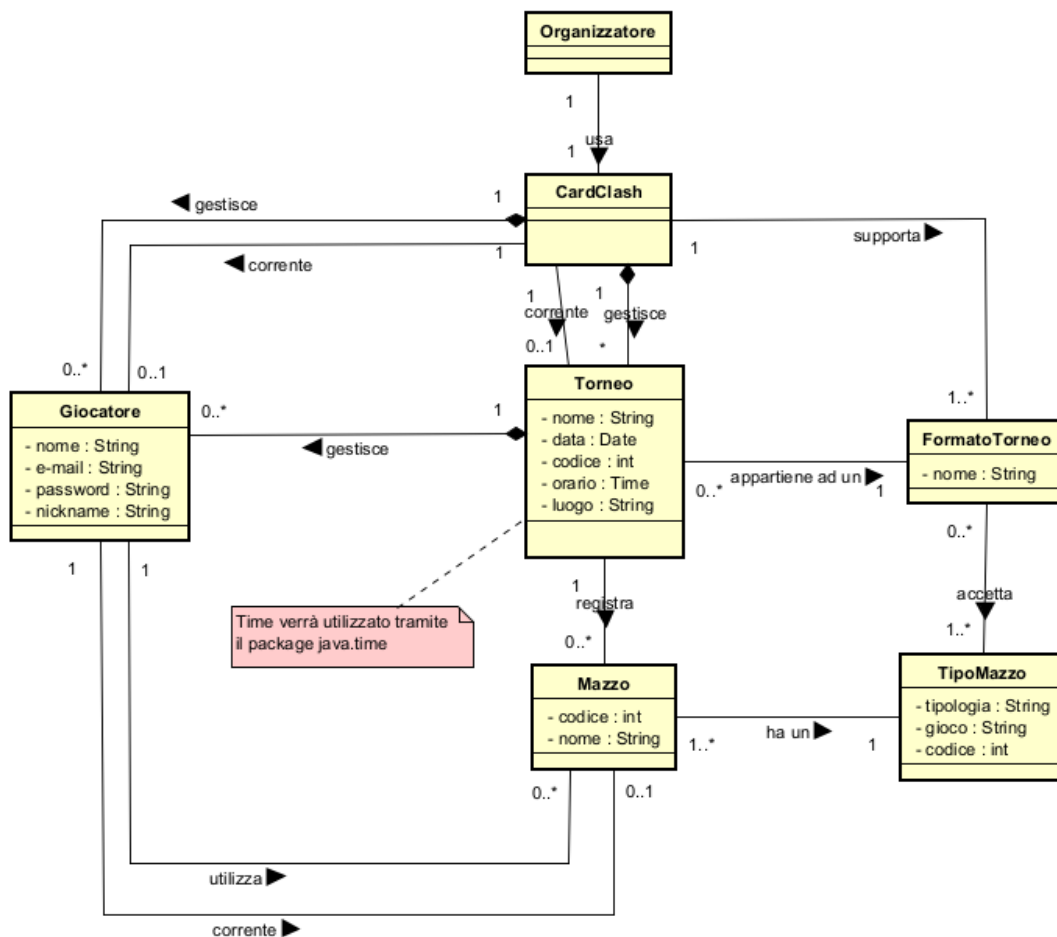 Organizzatore
1
usa
1
CardClash
1
gestisce
1
corrente
1
supporta
1
corrente
0..1
1
gestisce
*
0..*
0..1
1..*
Giocatore
- nome : String
- e-mail : String
- password : String
- nickname : String
0..*
1
gestisce
Torneo
- nome : String
- data : Date
- codice : int
- orario : Time
- luogo : String
0..*
appartiene ad un
1
FormatoTorneo
- nome : String
0..*
accetta
1..*
1
1
Time verrà utilizzato tramite
il package java.time
1
registra
0..*
Mazzo
- codice : int
- nome : String
1..*
ha un
1
TipoMazzo
- tipologia : String
- gioco : String
- codice : int
0..*
0..1
utilizza
corrente